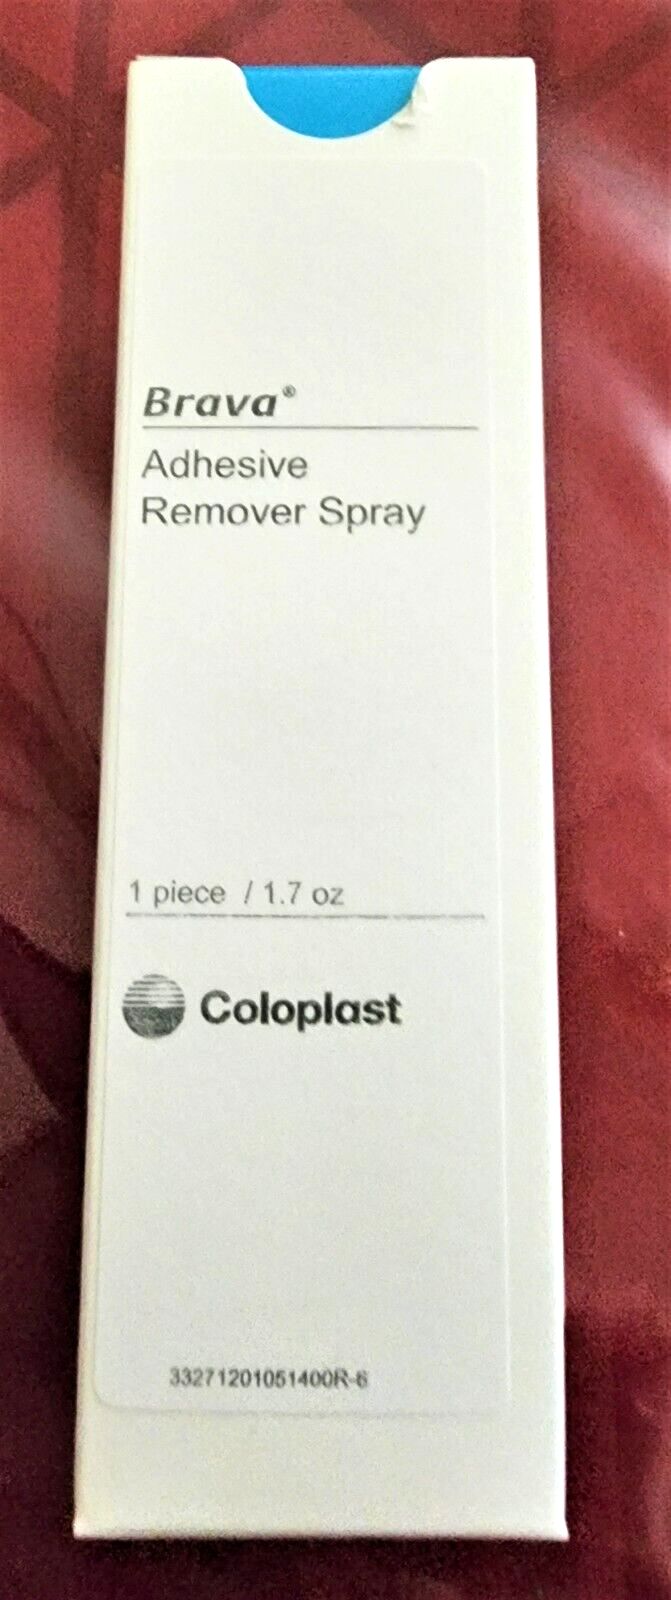 Brava®
Adhesive
Remover Spray
1 piece / 1.7 oz
Coloplast
33271201051400R-6